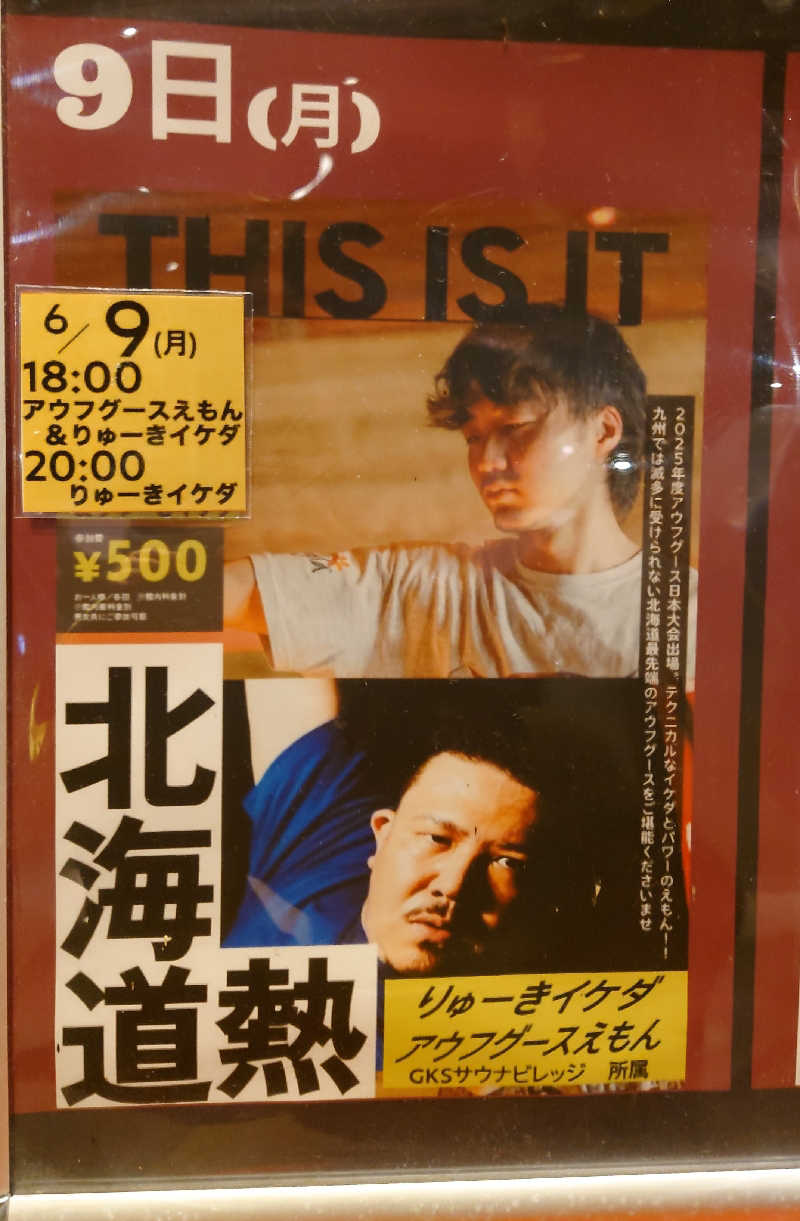 9日(月)
THIS IS IT
6/9(月)
18:00
アウフグースえもん
&りゅーきイケダ
20:00
りゅーきイケダ
参加費
¥500
2025年度アウフグース日本大会出場。テクニカルなイケダとパワーのえもん!!
九州では滅多に受けられない北海道最先端のアウフグースをご堪能くださいませ
北海道熱
りゅーきイケダ
アウフグースえもん
GKSサウナビレッジ 所属